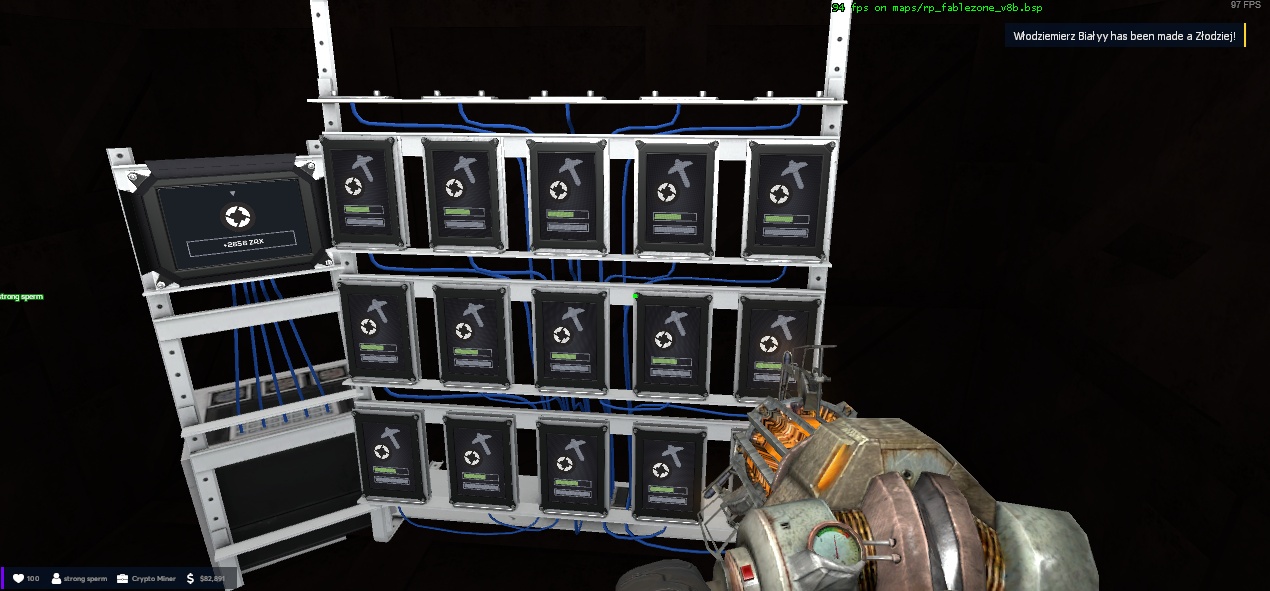 94 fps on maps/rp_fablezone_v8b.bsp
97 FPS
Włodziemierz Białyy has been made a Złodziej!
+2656 ZRX
strong sperm
100
strong sperm
Crypto Miner
$82,891